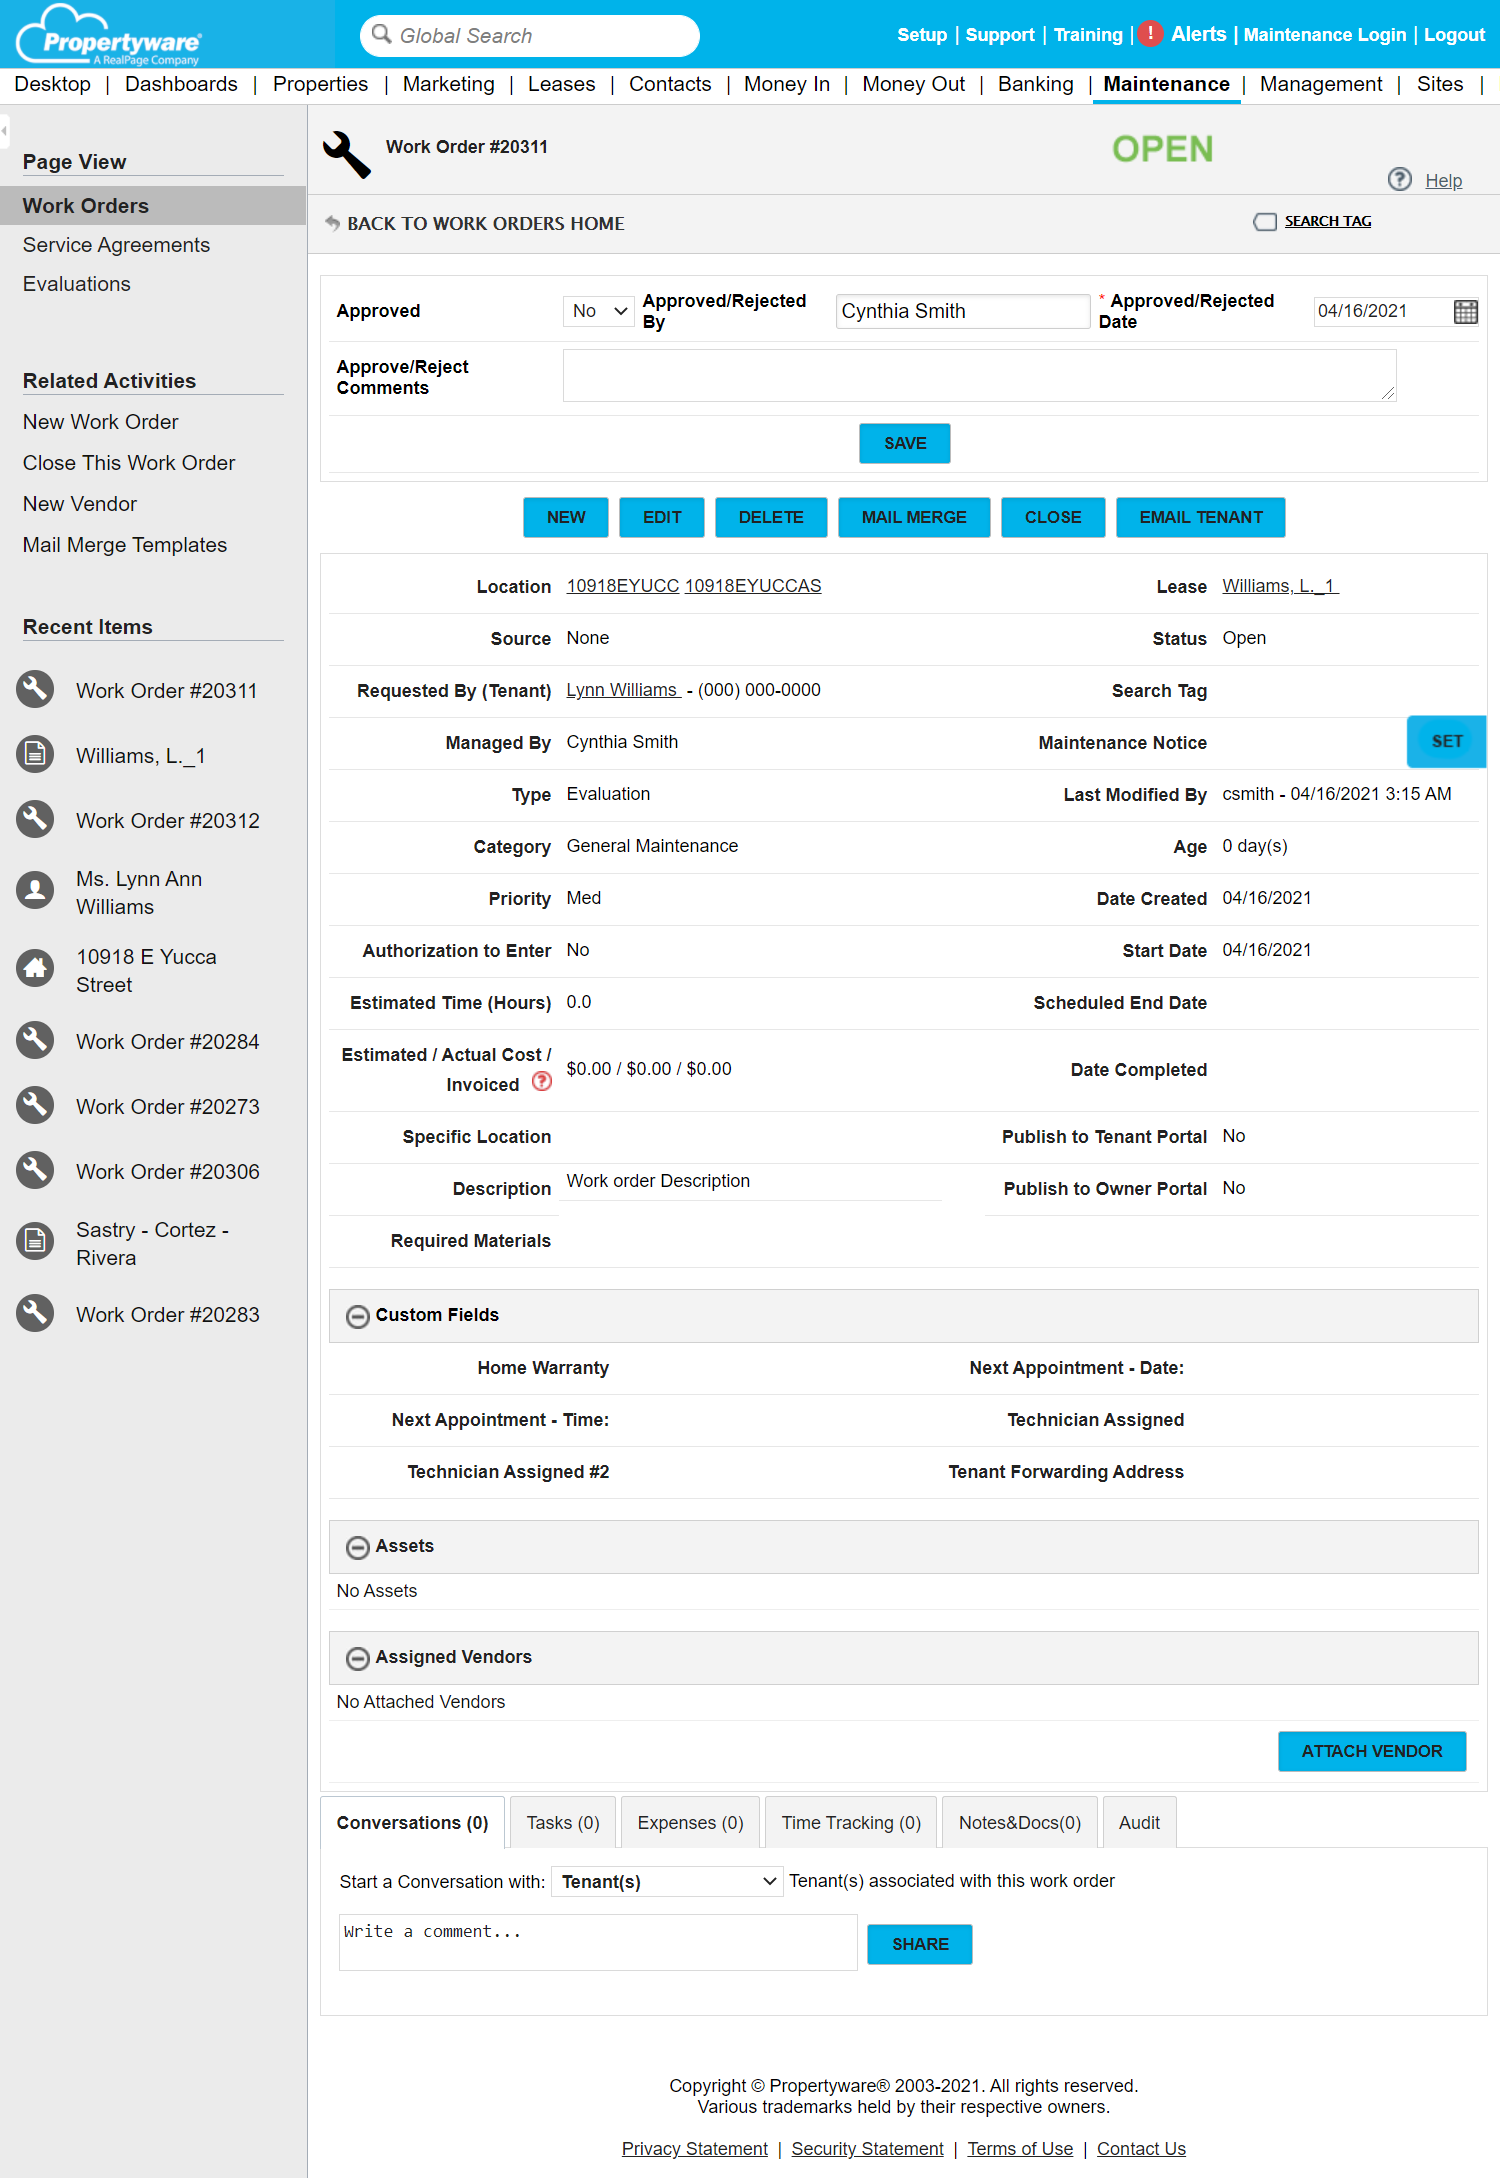 Propertyware®
A RealPage Company
Global Search
Setup | Support | Training | ! Alerts | Maintenance Login | Logout
Desktop | Dashboards | Properties | Marketing | Leases | Contacts | Money In | Money Out | Banking | Maintenance | Management | Sites |
Page View
Work Orders
Service Agreements
Evaluations
Related Activities
New Work Order
Close This Work Order
New Vendor
Mail Merge Templates
Recent Items
Work Order #20311
Williams, L._1
Work Order #20312
Ms. Lynn Ann
Williams
10918 E Yucca
Street
Work Order #20284
Work Order #20273
Work Order #20306
Sastry - Cortez -
Rivera
Work Order #20283
Work Order #20311
OPEN
? Help
BACK TO WORK ORDERS HOME
SEARCH TAG
Approved No Approved/Rejected By Cynthia Smith * Approved/Rejected Date 04/16/2021
Approve/Reject
Comments
SAVE
NEW EDIT DELETE MAIL MERGE CLOSE EMAIL TENANT
Location 10918EYUCC 10918EYUCCAS Lease Williams, L._1
Source None Status Open
Requested By (Tenant) Lynn Williams - (000) 000-0000 Search Tag
Managed By Cynthia Smith Maintenance Notice SET
Type Evaluation Last Modified By csmith - 04/16/2021 3:15 AM
Category General Maintenance Age 0 day(s)
Priority Med Date Created 04/16/2021
Authorization to Enter No Start Date 04/16/2021
Estimated Time (Hours) 0.0 Scheduled End Date
Estimated / Actual Cost / Invoiced ? $0.00 / $0.00 / $0.00 Date Completed
Specific Location Publish to Tenant Portal No
Description Work order Description Publish to Owner Portal No
Required Materials
Custom Fields
Home Warranty Next Appointment - Date:
Next Appointment - Time: Technician Assigned
Technician Assigned #2 Tenant Forwarding Address
Assets
No Assets
Assigned Vendors
No Attached Vendors
ATTACH VENDOR
Conversations (0) Tasks (0) Expenses (0) Time Tracking (0) Notes&Docs(0) Audit
Start a Conversation with: Tenant(s) Tenant(s) associated with this work order
Write a comment... SHARE
Copyright © Propertyware® 2003-2021. All rights reserved.
Various trademarks held by their respective owners.
Privacy Statement | Security Statement | Terms of Use | Contact Us